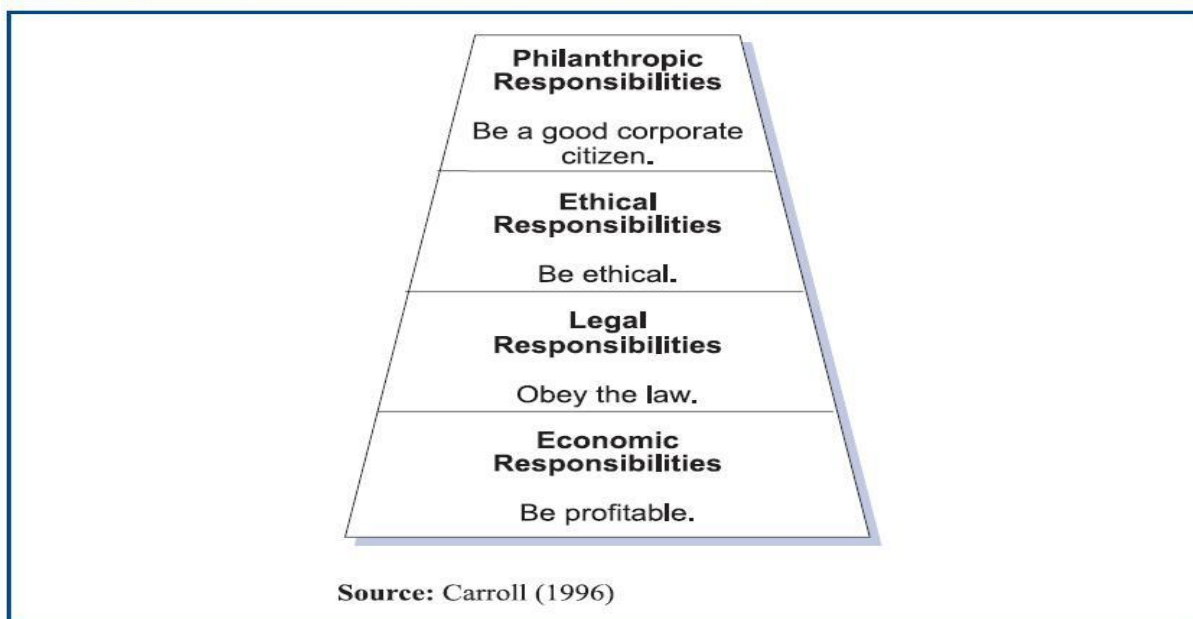 Philanthropic
Responsibilities
Be a good corporate
citizen.
Ethical
Responsibilities
Be ethical.
Legal
Responsibilities
Obey the law.
Economic
Responsibilities
Be profitable.
Source: Carroll (1996)